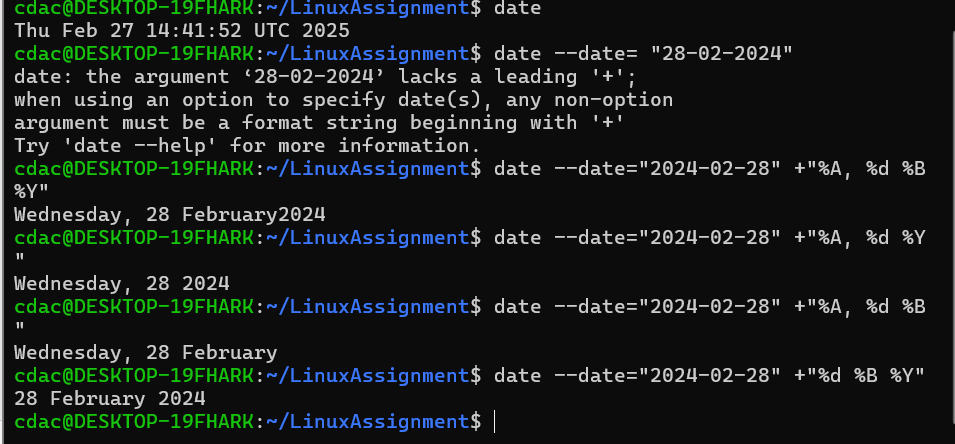 cdac@DESKTOP-19FHARK:~/LinuxAssignment$ date
Thu Feb 27 14:41:52 UTC 2025
cdac@DESKTOP-19FHARK:~/LinuxAssignment$ date --date= "28-02-2024"
date: the argument ‘28-02-2024’ lacks a leading '+';
when using an option to specify date(s), any non-option
argument must be a format string beginning with '+'
Try 'date --help' for more information.
cdac@DESKTOP-19FHARK:~/LinuxAssignment$ date --date="2024-02-28" +"%A, %d %B
%Y"
Wednesday, 28 February2024
cdac@DESKTOP-19FHARK:~/LinuxAssignment$ date --date="2024-02-28" +"%A, %d %Y
"
Wednesday, 28 2024
cdac@DESKTOP-19FHARK:~/LinuxAssignment$ date --date="2024-02-28" +"%A, %d %B
"
Wednesday, 28 February
cdac@DESKTOP-19FHARK:~/LinuxAssignment$ date --date="2024-02-28" +"%d %B %Y"
28 February 2024
cdac@DESKTOP-19FHARK:~/LinuxAssignment$